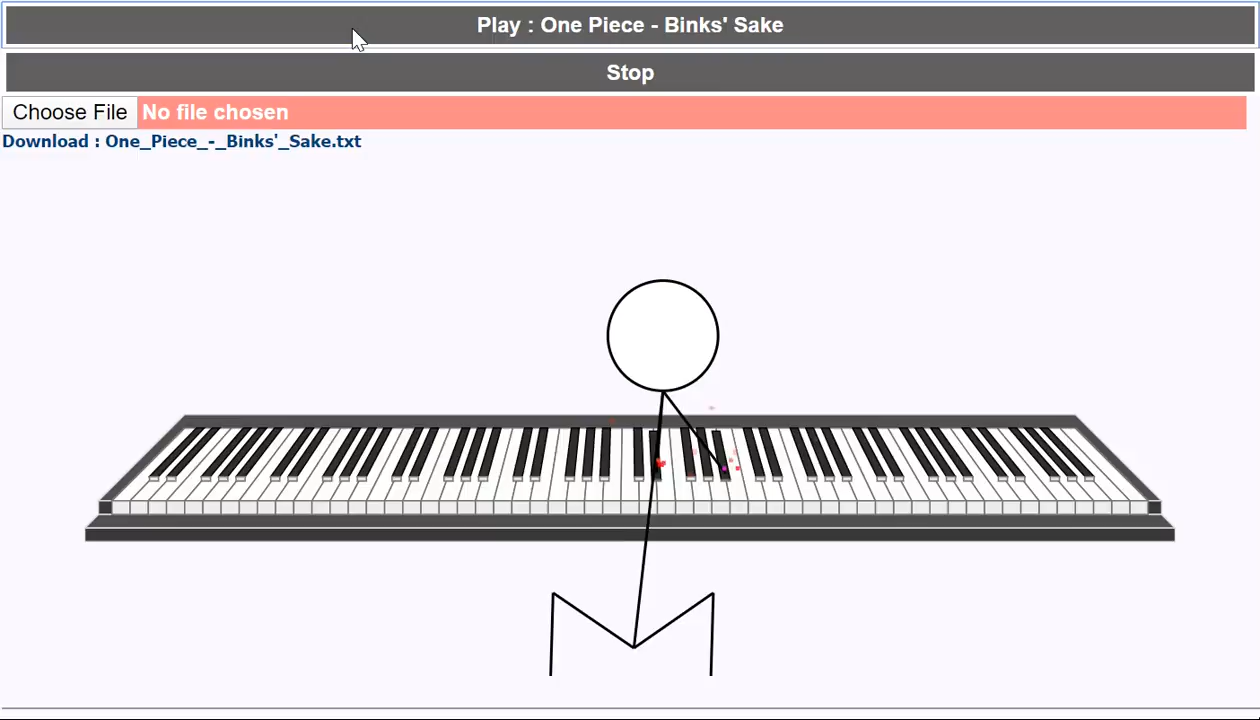 Play : One Piece - Binks' Sake
Stop
Choose File No file chosen
Download : One_Piece_-_Binks'_Sake.txt